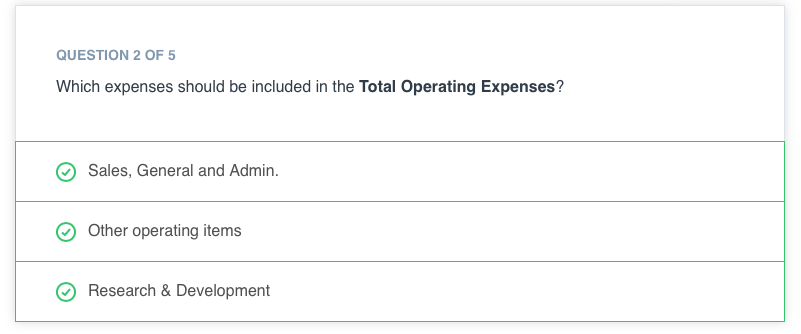 QUESTION 2 OF 5
Which expenses should be included in the Total Operating Expenses?
Sales, General and Admin.
Other operating items
Research & Development